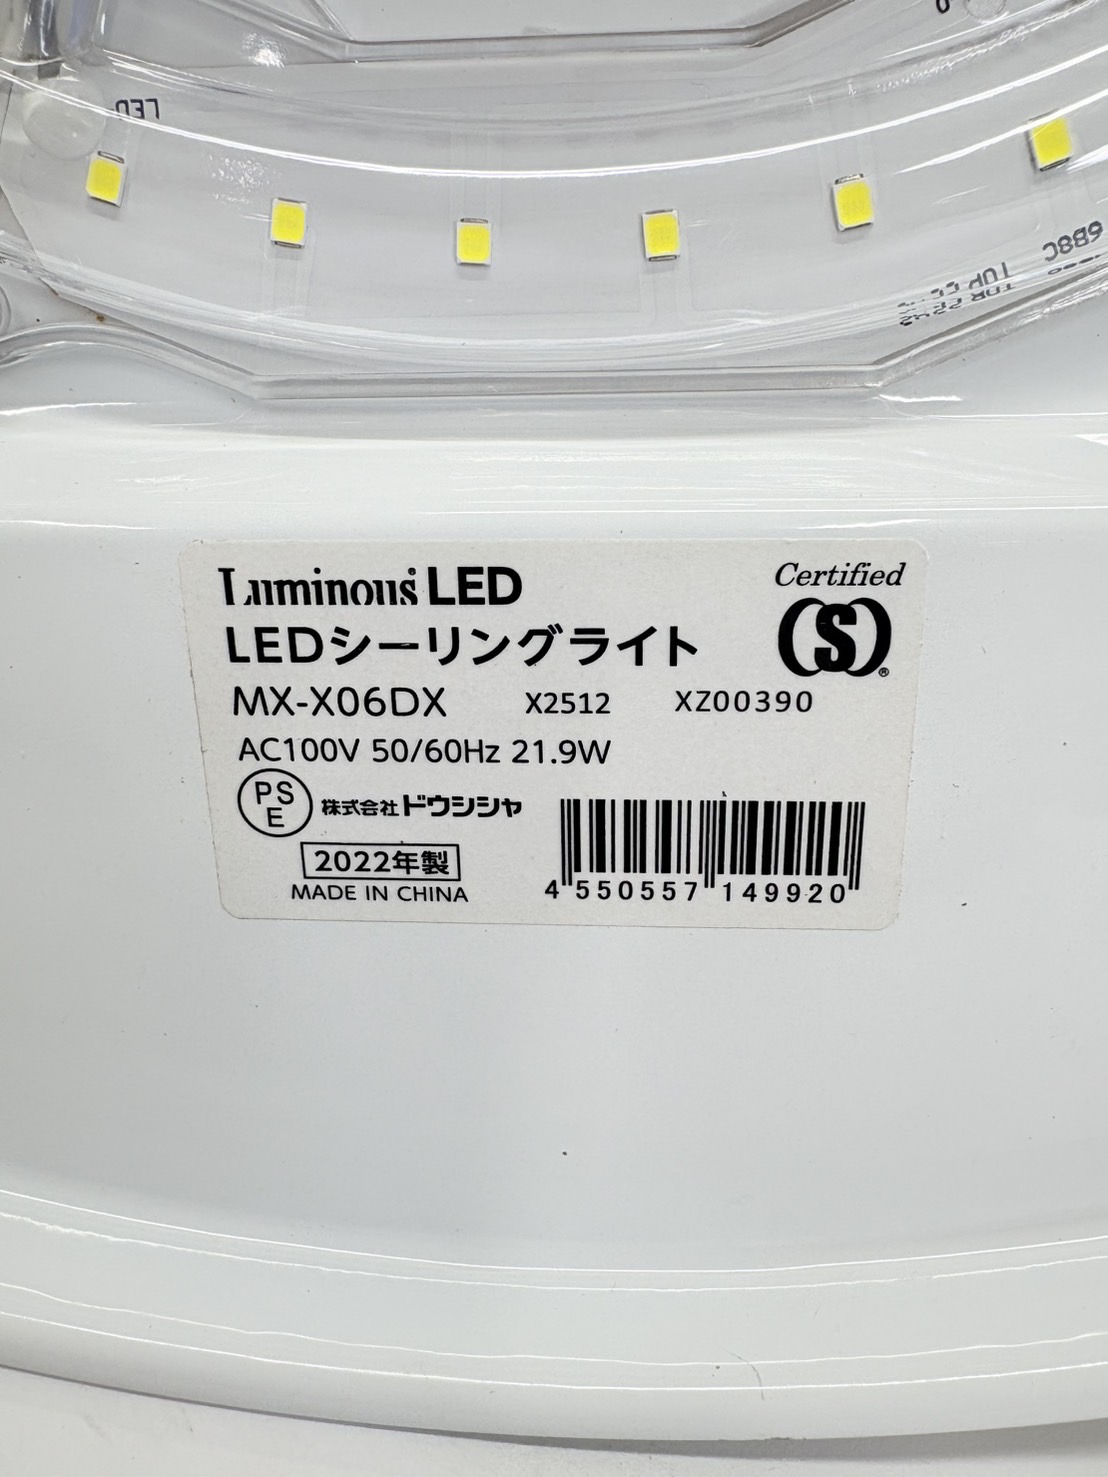 LED
6B8C
Luminous LED
Certified
S
LEDシーリングライト
MX-X06DX X2512 XZ00390
AC100V 50/60Hz 21.9W
PS
E
株式会社ドウシシャ
2022年製
MADE IN CHINA
4 550557 149920